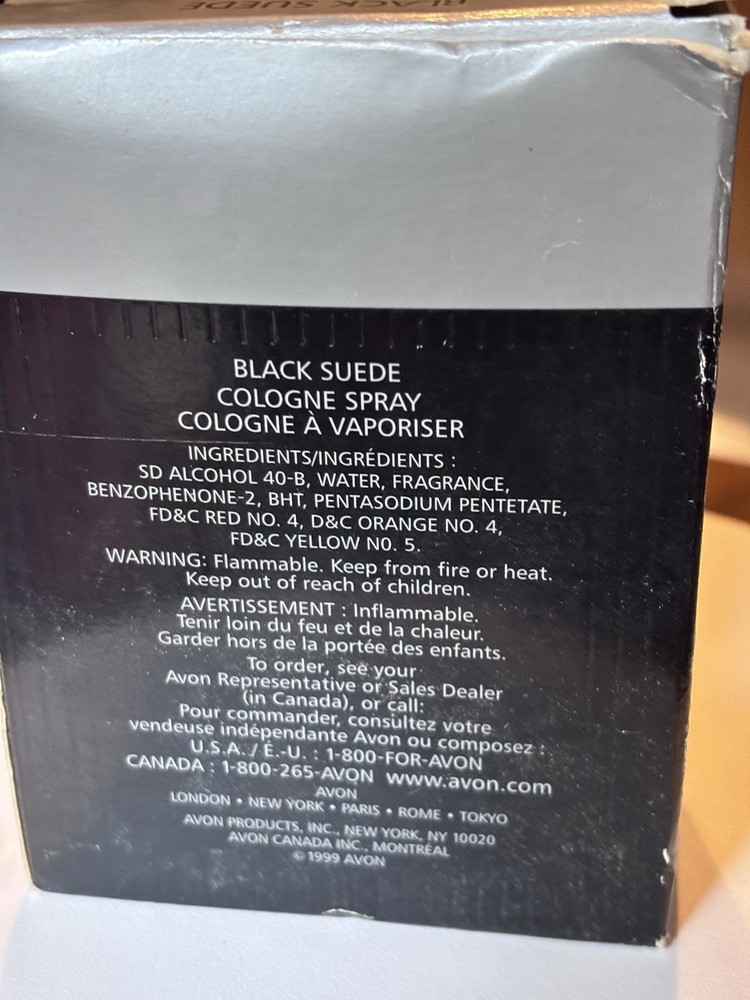 BLACK SUEDE
BLACK SUEDE
COLOGNE SPRAY
COLOGNE À VAPORISER
INGREDIENTS/INGRÉDIENTS :
SD ALCOHOL 40-B, WATER, FRAGRANCE,
BENZOPHENONE-2, BHT, PENTASODIUM PENTETATE,
FD&C RED NO. 4, D&C ORANGE NO. 4,
FD&C YELLOW NO. 5.
WARNING: Flammable. Keep from fire or heat.
Keep out of reach of children.
AVERTISSEMENT : Inflammable.
Tenir loin du feu et de la chaleur.
Garder hors de la portée des enfants.
To order, see your
Avon Representative or Sales Dealer
(in Canada), or call:
Pour commander, consultez votre
vendeuse indépendante Avon ou composez :
U.S.A. / É.-U. : 1-800-FOR-AVON
CANADA : 1-800-265-AVON www.avon.com
AVON
LONDON • NEW YORK • PARIS • ROME • TOKYO
AVON PRODUCTS, INC., NEW YORK, NY 10020
AVON CANADA INC., MONTRÉAL
© 1999 AVON